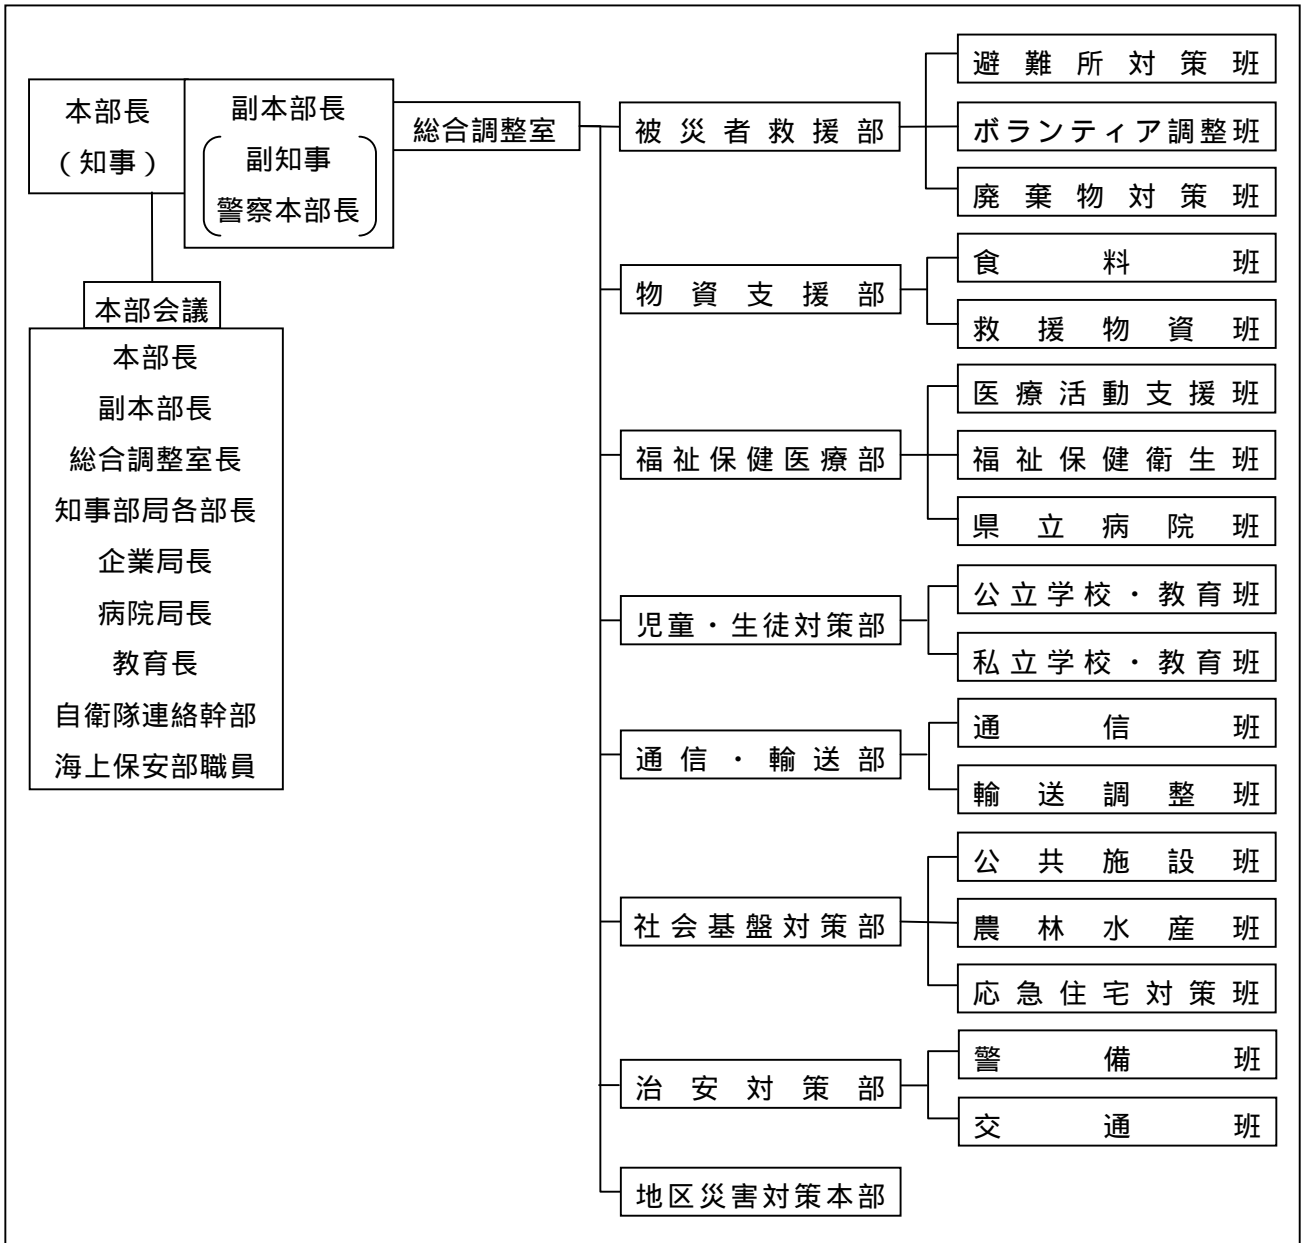 本部長
（知事）
副本部長
副知事
警察本部長
総合調整室
本部会議
本部長
副本部長
総合調整室長
知事部局各部長
企業局長
病院局長
教育長
自衛隊連絡幹部
海上保安部職員
被災者救援部
避難所対策班
ボランティア調整班
廃棄物対策班
物資支援部
食料班
救援物資班
福祉保健医療部
医療活動支援班
福祉保健衛生班
県立病院班
児童・生徒対策部
公立学校・教育班
私立学校・教育班
通信・輸送部
通信班
輸送調整班
社会基盤対策部
公共施設班
農林水産班
応急住宅対策班
治安対策部
警備班
交通班
地区災害対策本部